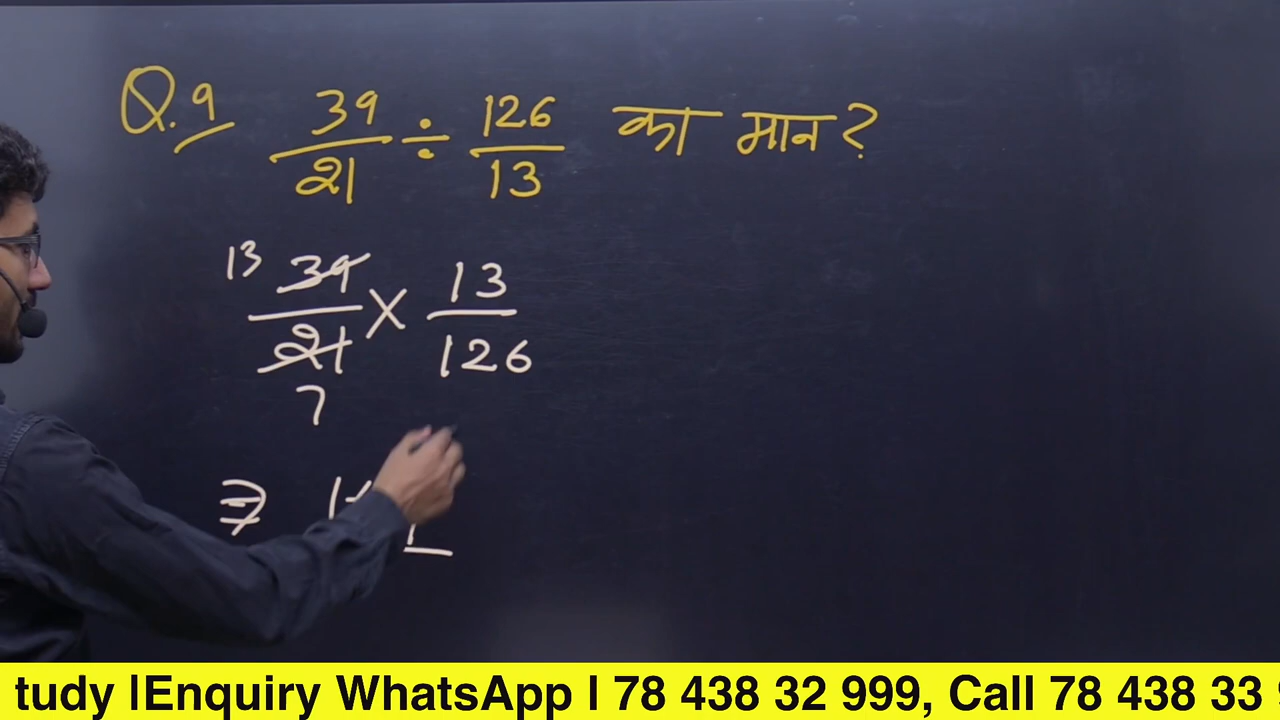 Q.9 39/21 ÷ 126/13 का मान?
13 39/21 × 13/126
7
⇒
tudy |Enquiry WhatsApp I 78 438 32 999, Call 78 438 33